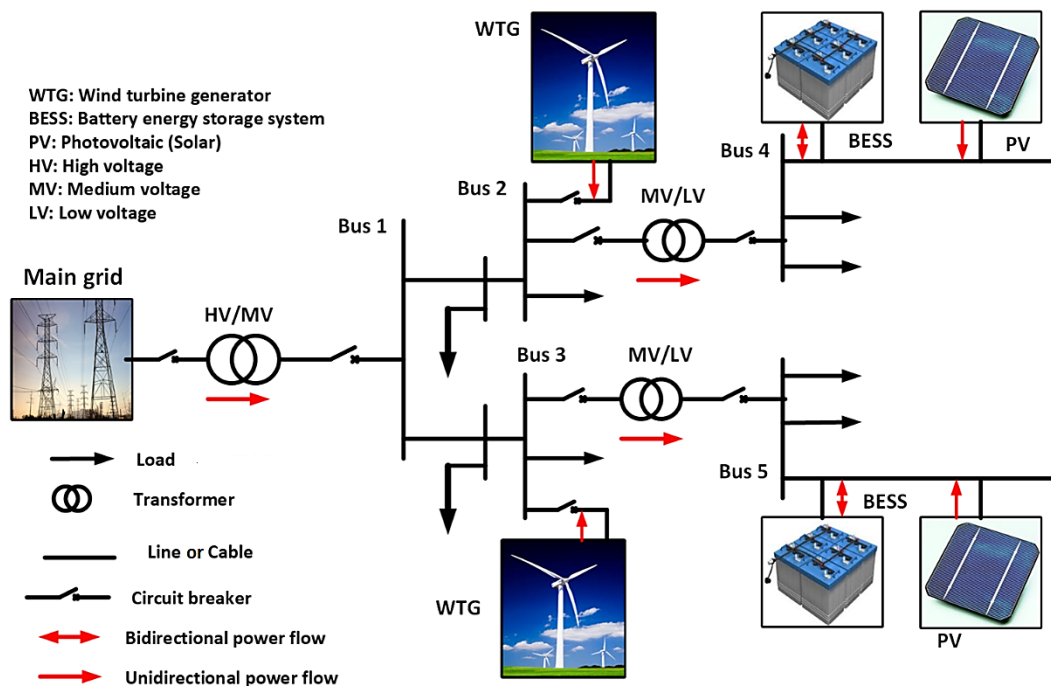 WTG: Wind turbine generator
BESS: Battery energy storage system
PV: Photovoltaic (Solar)
HV: High voltage
MV: Medium voltage
LV: Low voltage
WTG
BESS
PV
Bus 4
Bus 2
MV/LV
Bus 1
Main grid
HV/MV
Bus 3
MV/LV
Bus 5
BESS
WTG
PV
Load
Transformer
Line or Cable
Circuit breaker
Bidirectional power flow
Unidirectional power flow